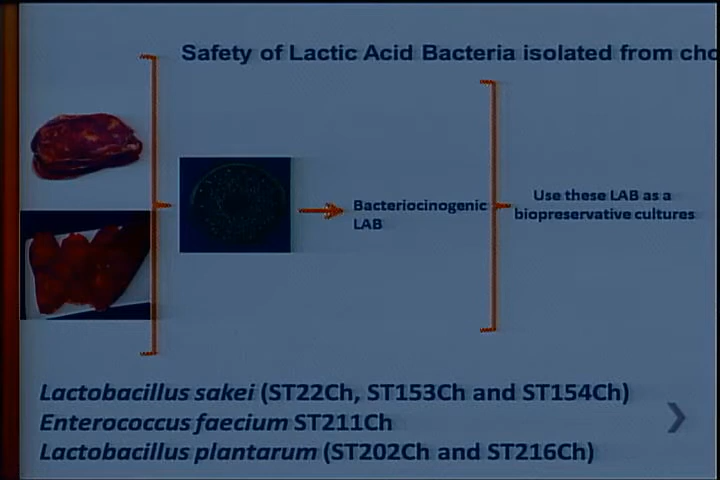 Safety of Lactic Acid Bacteria isolated from
Bacteriocinogenic
LAB
Use these LAB as a
biopreservative cultures
Lactobacillus sakei (ST22Ch, ST153Ch and ST154Ch)
Enterococcus faecium ST211Ch
Lactobacillus plantarum (ST202Ch and ST216Ch)